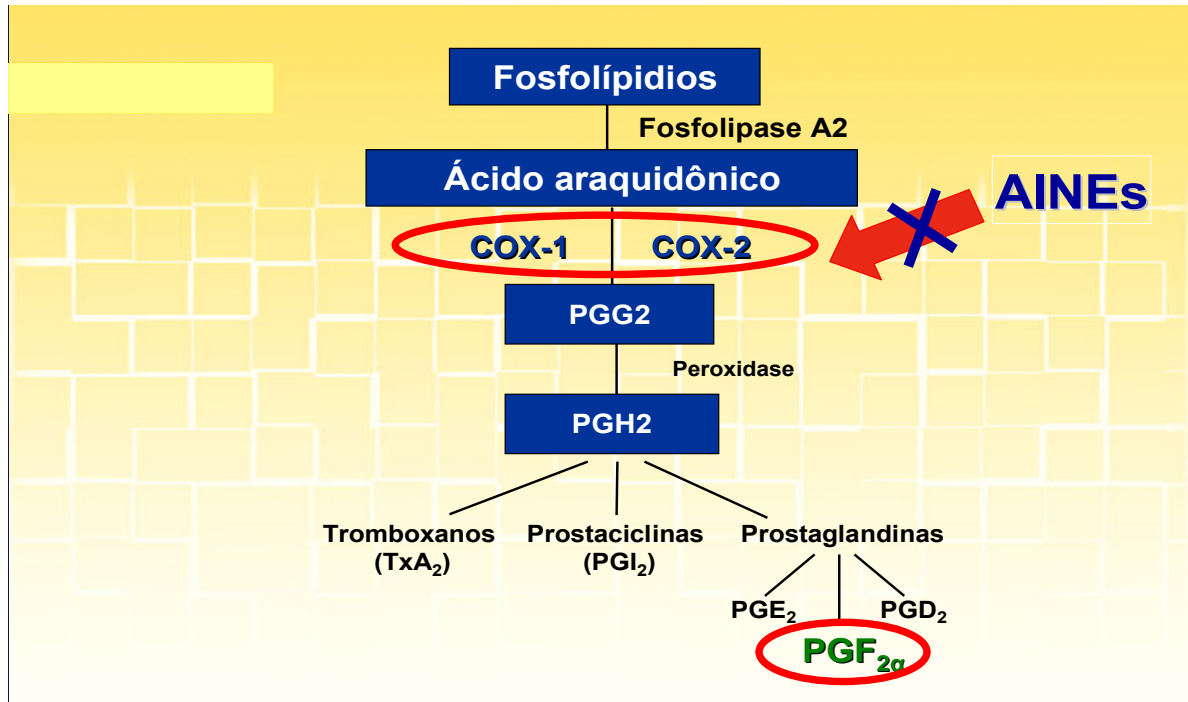 Fosfolípidios
Fosfolipase A2
Ácido araquidônico
AINEs
COX-1 COX-2
PGG2
Peroxidase
PGH2
Tromboxanos Prostaciclinas Prostaglandinas
(TxA₂) (PGI₂)
PGE₂ PGD₂
PGF₂α